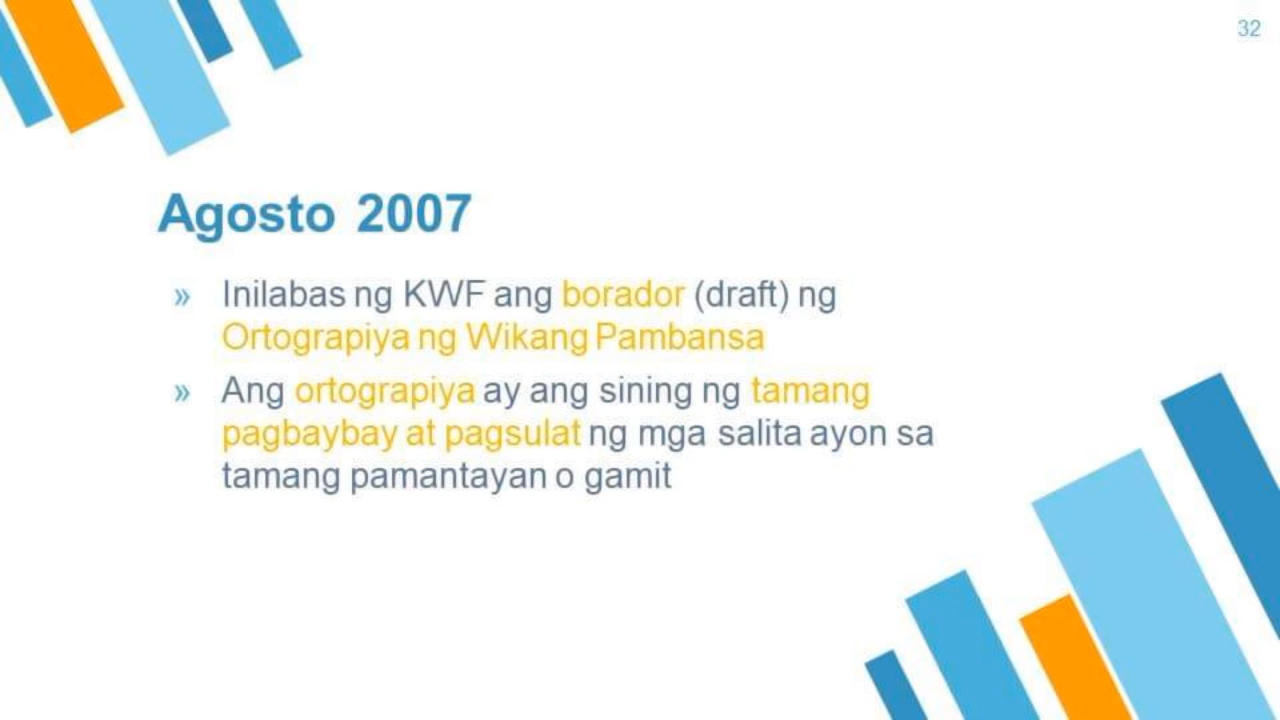 32
Agosto 2007
» Inilabas ng KWF ang borador (draft) ng
Ortograpiya ng Wikang Pambansa
» Ang ortograpiya ay ang sining ng tamang
pagbaybay at pagsulat ng mga salita ayon sa
tamang pamantayan o gamit